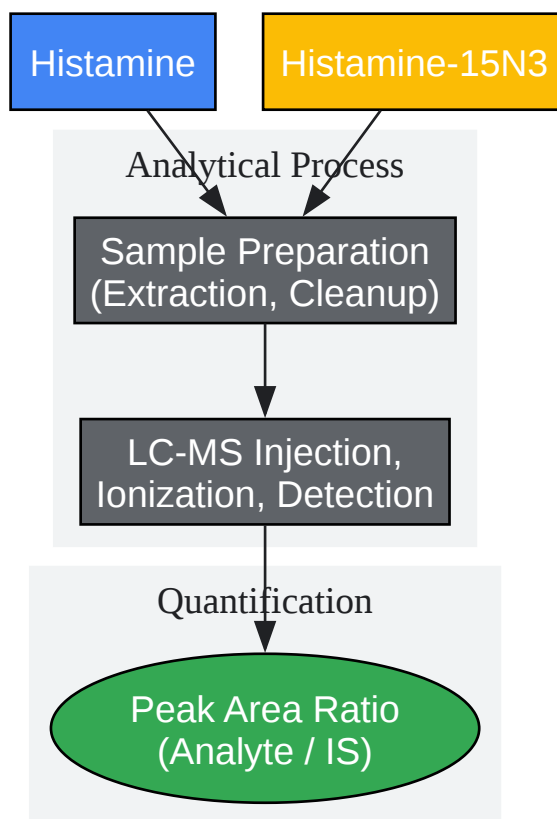 Histamine
Histamine-15N3
Analytical Process
Sample Preparation
(Extraction, Cleanup)
LC-MS Injection,
Ionization, Detection
Quantification
Peak Area Ratio
(Analyte / IS)